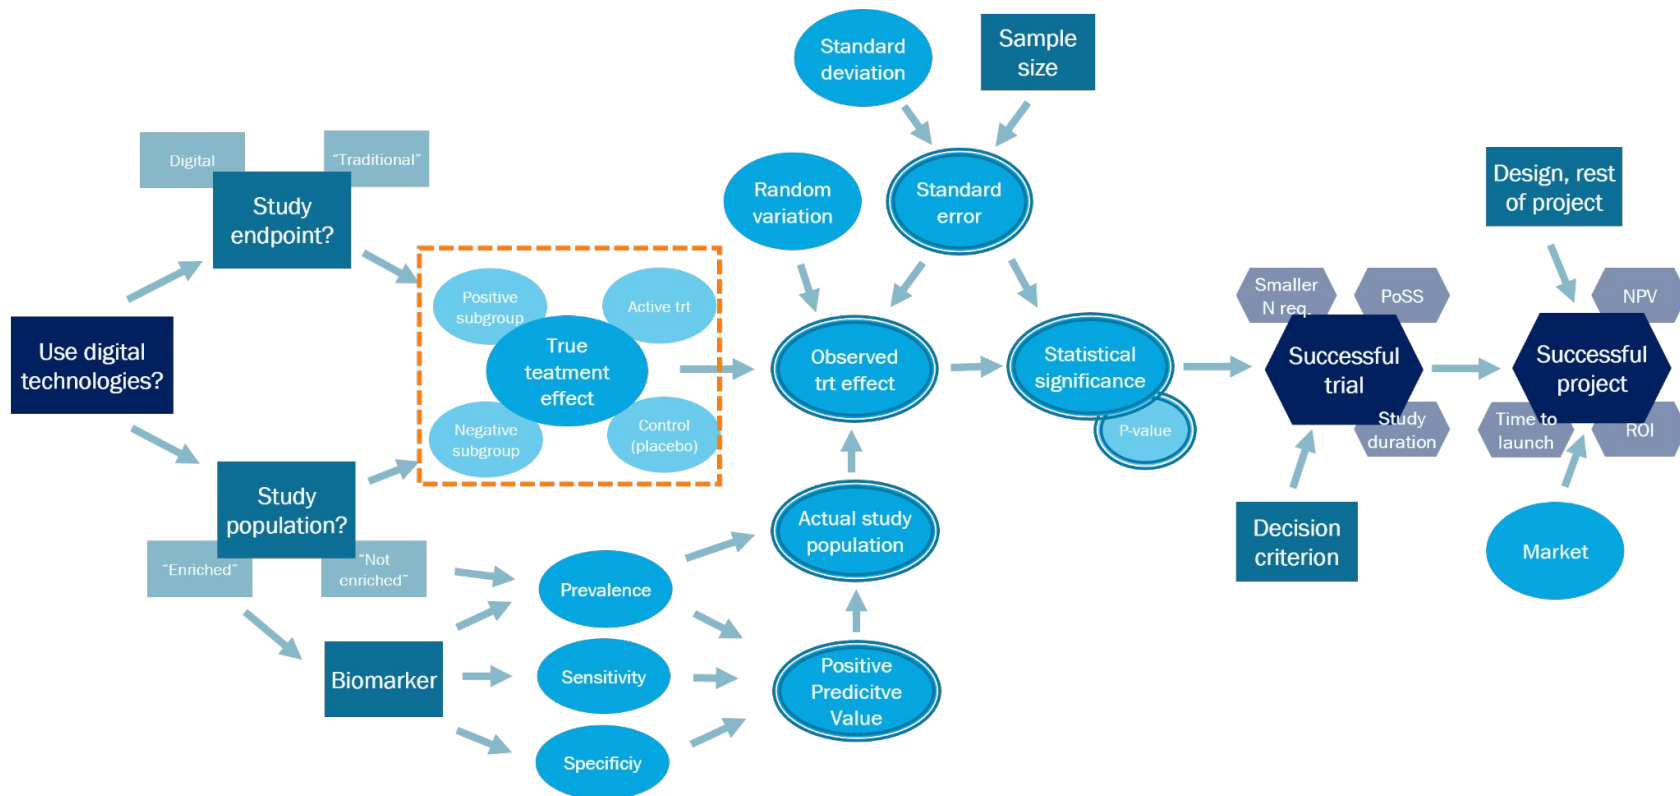 Standard
deviation
Sample
size
Digital
"Traditional"
Study
endpoint?
Random
variation
Standard
error
Design, rest
of project
Positive
subgroup
Active trt
Smaller
N req.
PoSS
NPV
Use digital
technologies?
True
teatment
effect
Observed
trt effect
Statistical
significance
Successful
trial
Successful
project
Negative
subgroup
Control
(placebo)
P-value
Study
duration
Time to
launch
ROI
Study
population?
Actual study
population
Decision
criterion
Market
"Enriched"
"Not
enriched"
Prevalence
Biomarker
Sensitivity
Positive
Predicitve
Value
Specificiy